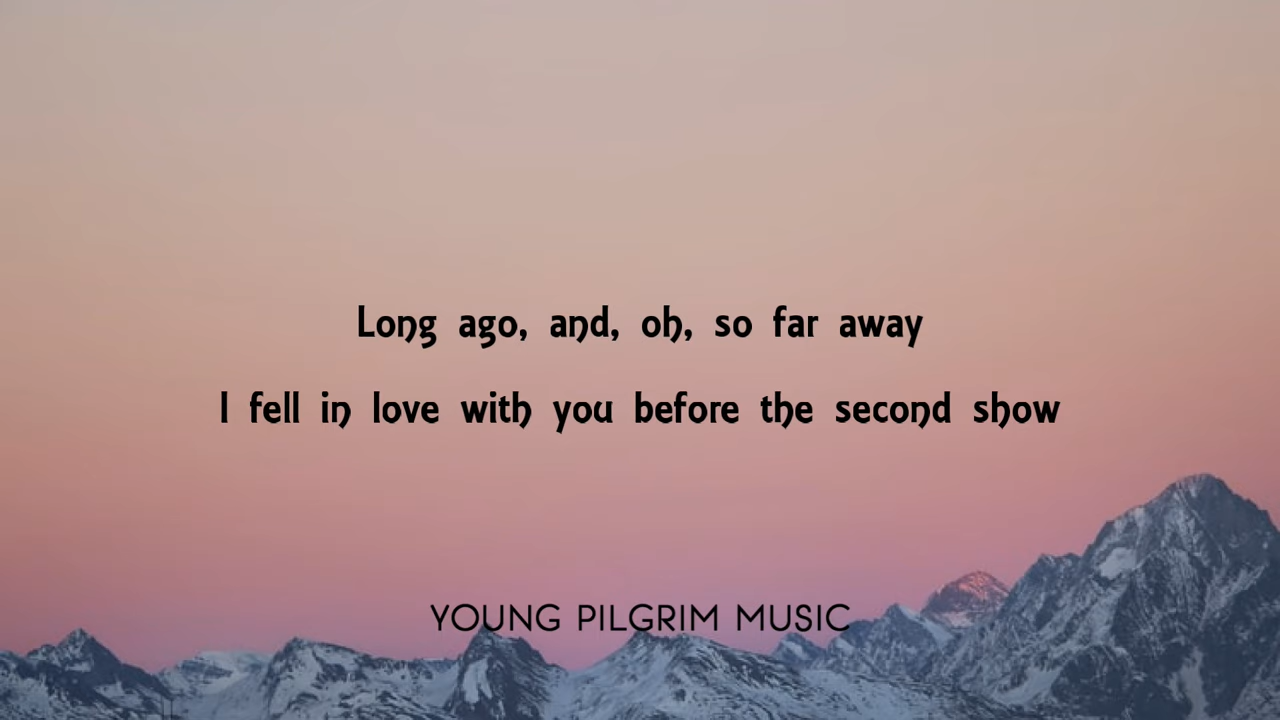 Long ago, and, oh, so far away
I fell in love with you before the second show
YOUNG PILGRIM MUSIC